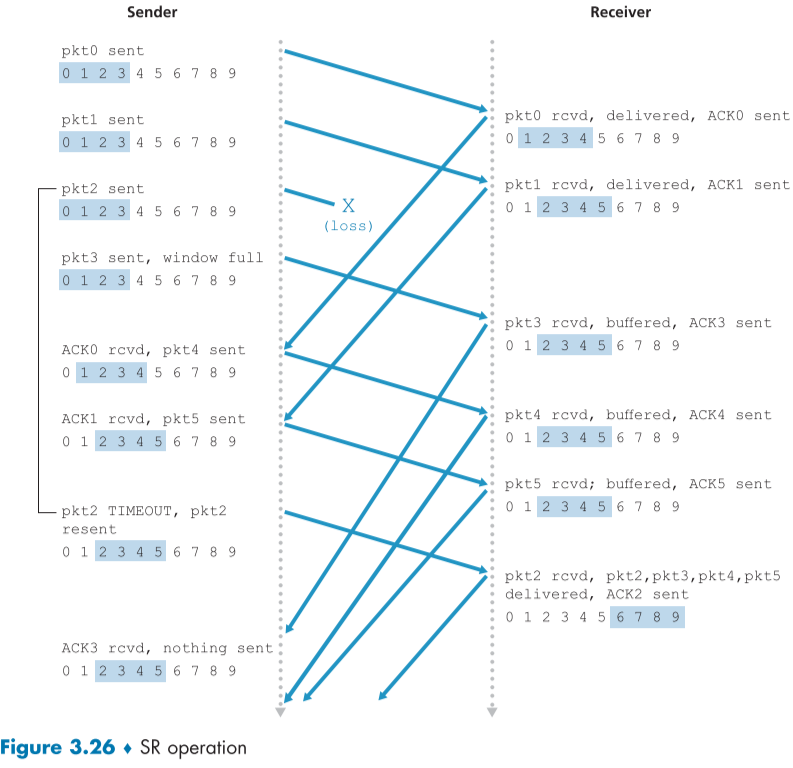 Sender
Receiver
pkt0 sent
0 1 2 3 4 5 6 7 8 9
pkt0 rcvd, delivered, ACK0 sent
0 1 2 3 4 5 6 7 8 9
pkt1 sent
0 1 2 3 4 5 6 7 8 9
pkt1 rcvd, delivered, ACK1 sent
0 1 2 3 4 5 6 7 8 9
pkt2 sent
0 1 2 3 4 5 6 7 8 9
X
(loss)
pkt3 sent, window full
0 1 2 3 4 5 6 7 8 9
pkt3 rcvd, buffered, ACK3 sent
0 1 2 3 4 5 6 7 8 9
ACK0 rcvd, pkt4 sent
0 1 2 3 4 5 6 7 8 9
pkt4 rcvd, buffered, ACK4 sent
0 1 2 3 4 5 6 7 8 9
ACK1 rcvd, pkt5 sent
0 1 2 3 4 5 6 7 8 9
pkt5 rcvd; buffered, ACK5 sent
0 1 2 3 4 5 6 7 8 9
pkt2 TIMEOUT, pkt2
resent
0 1 2 3 4 5 6 7 8 9
pkt2 rcvd, pkt2,pkt3,pkt4,pkt5
delivered, ACK2 sent
0 1 2 3 4 5 6 7 8 9
ACK3 rcvd, nothing sent
0 1 2 3 4 5 6 7 8 9
Figure 3.26 ♦ SR operation